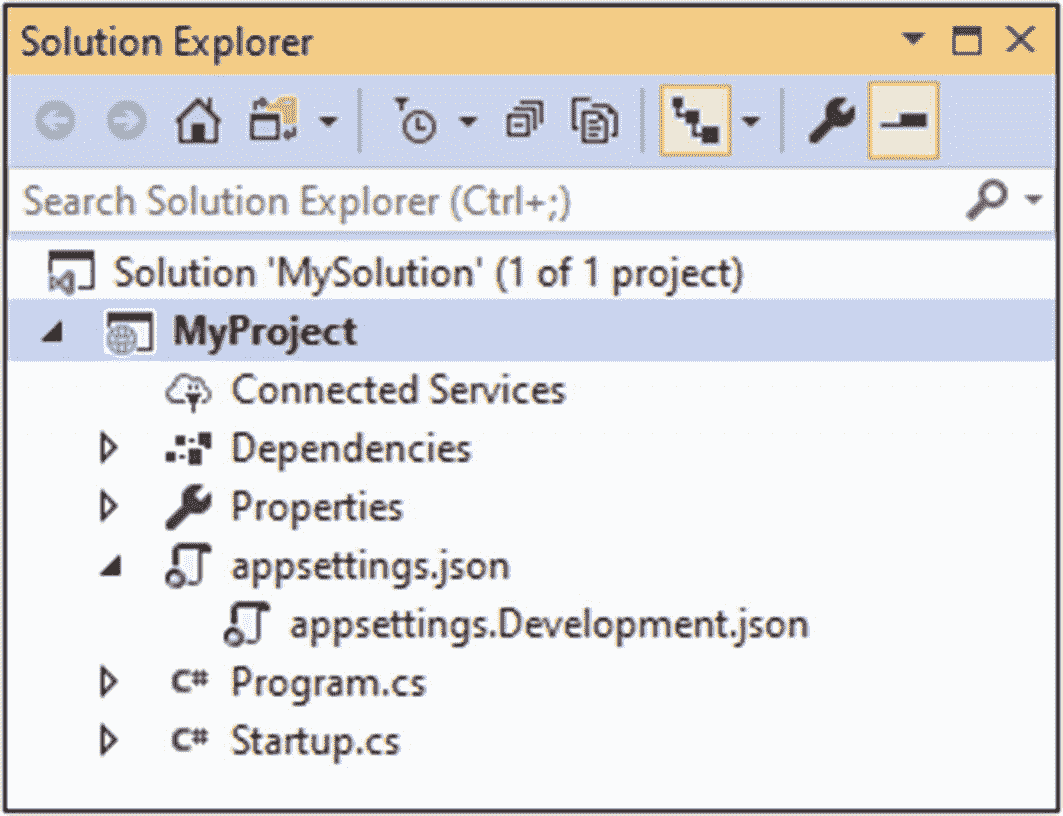 Solution Explorer
Search Solution Explorer (Ctrl+;)
Solution 'MySolution' (1 of 1 project)
MyProject
Connected Services
Dependencies
Properties
appsettings.json
appsettings.Development.json
C# Program.cs
C# Startup.cs